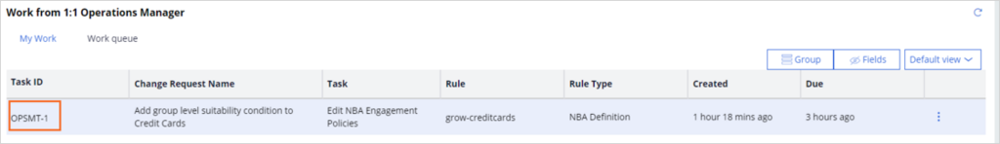 Work from 1:1 Operations Manager
My Work Work queue
Group Fields Default view
Task ID Change Request Name Task Rule Rule Type Created Due
OPSMT-1 Add group level suitability condition to Credit Cards Edit NBA Engagement Policies grow-creditcards NBA Definition 1 hour 18 mins ago 3 hours ago